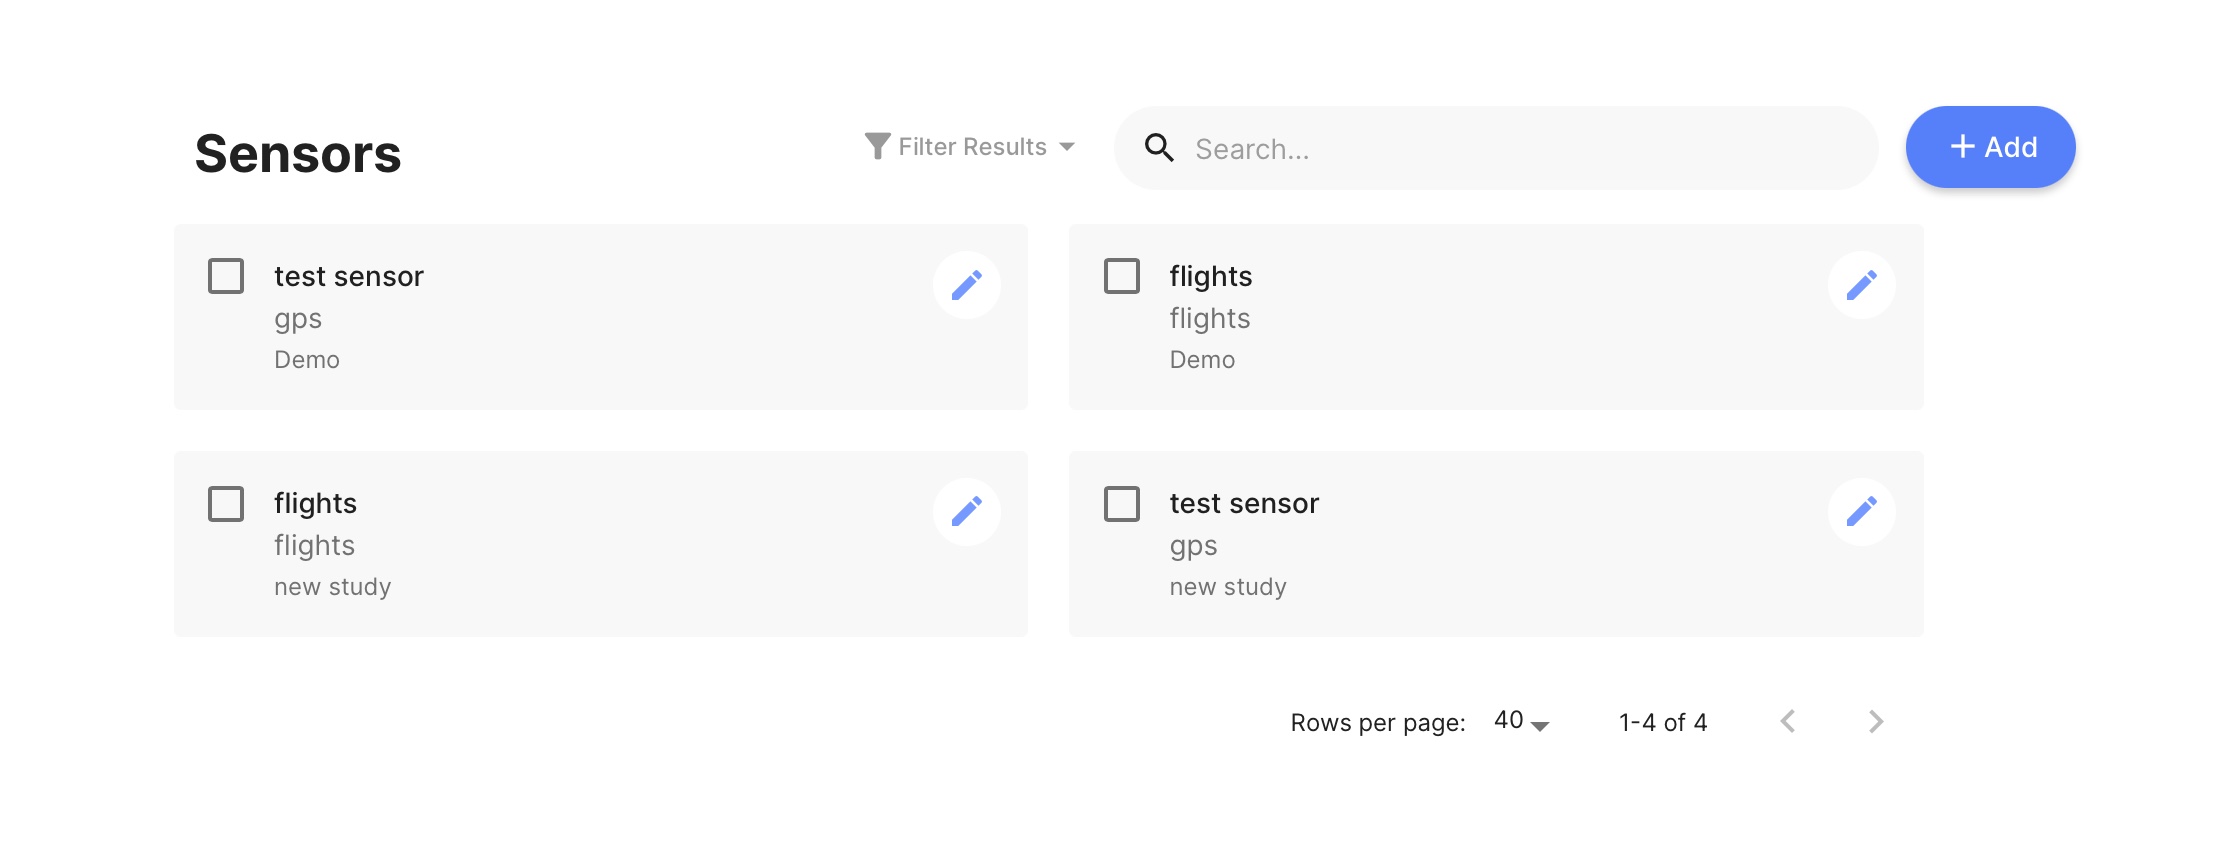 Sensors
Filter Results
Search...
+ Add
test sensor
gps
Demo
flights
flights
Demo
flights
flights
new study
test sensor
gps
new study
Rows per page: 40 1-4 of 4